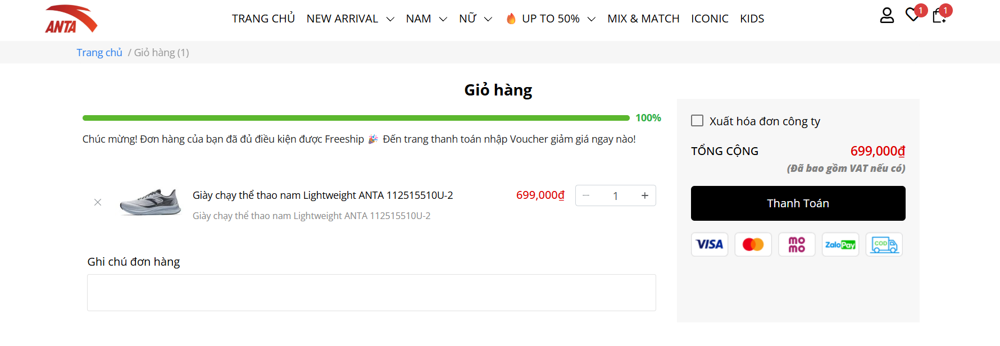 ANTA
TRANG CHỦ NEW ARRIVAL NAM NỮ UP TO 50% MIX & MATCH ICONIC KIDS
1 1
Trang chủ / Giỏ hàng (1)
Giỏ hàng
100%
Chúc mừng! Đơn hàng của bạn đã đủ điều kiện được Freeship 🎉 Đến trang thanh toán nhập Voucher giảm giá ngay nào!
Giày chạy thể thao nam Lightweight ANTA 112515510U-2 699,000₫ − 1 +
Giày chạy thể thao nam Lightweight ANTA 112515510U-2
Ghi chú đơn hàng
Xuất hóa đơn công ty
TỔNG CỘNG 699,000₫
(Đã bao gồm VAT nếu có)
Thanh Toán
VISA mo mo ZaloPay COD